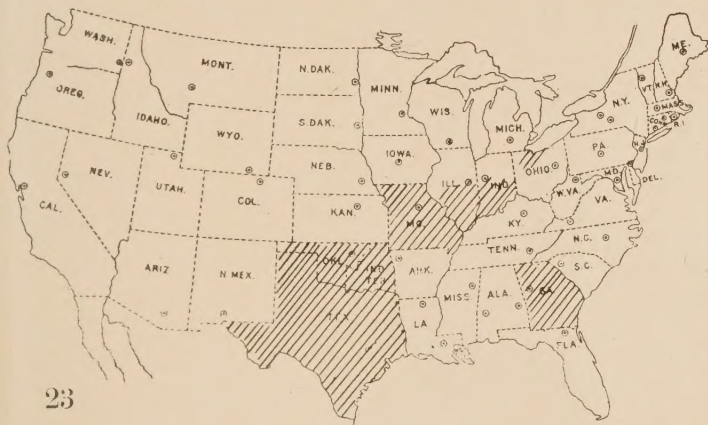 WASH.
MONT.
N.DAK.
MINN.
ME.
OREG.
IDAHO.
WYO.
S.DAK.
WIS.
MICH.
N.Y.
VT.
N.H.
MASS.
R.I.
NEV.
UTAH.
COL.
NEB.
IOWA.
ILL.
IND.
OHIO.
PA.
N.J.
MD.
DEL.
CAL.
KAN.
MO.
KY.
W.VA.
VA.
ARIZ
N.MEX.
OKL.
IND
TER.
ARK.
TENN.
N.C.
S.C.
TEX.
LA
MISS.
ALA.
GA.
FLA.
23